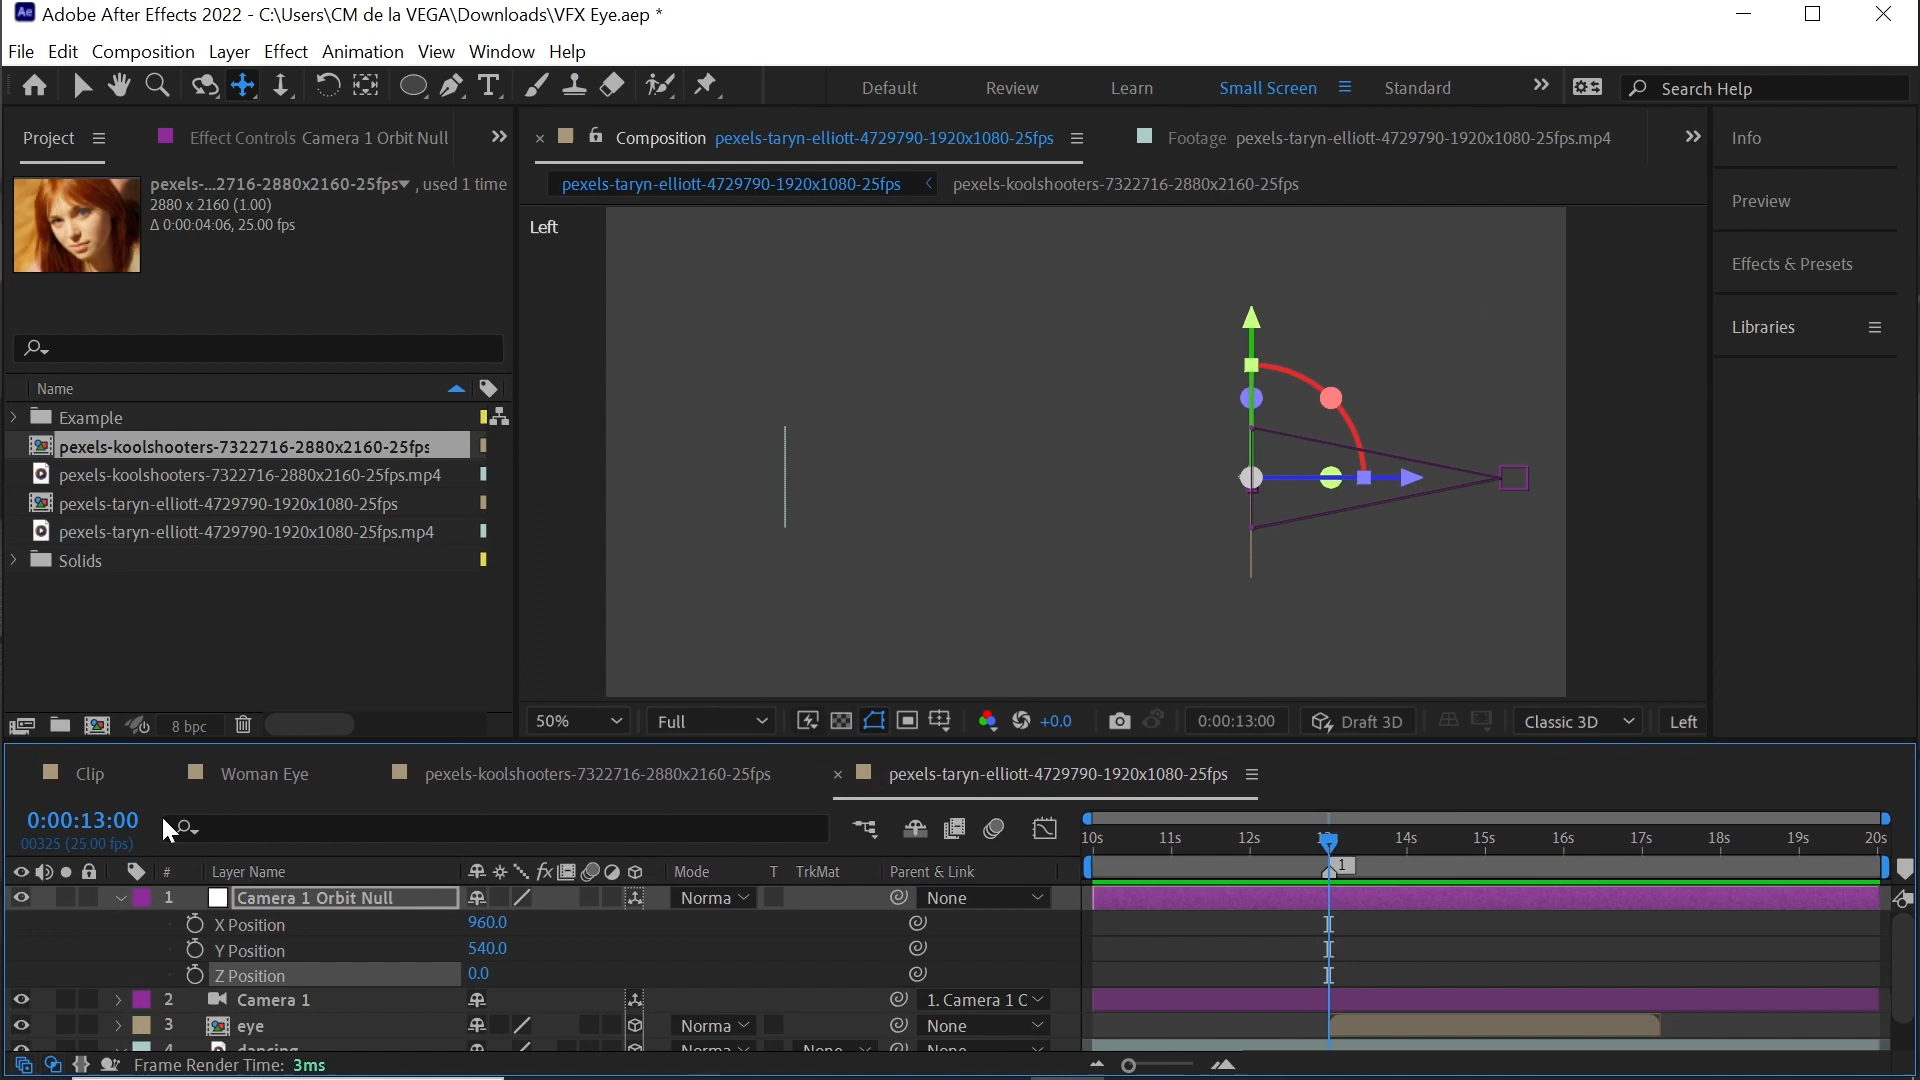 Ae Adobe After Effects 2022 - C:\Users\CM de la VEGA\Downloads\VFX Eye.aep *
File Edit Composition Layer Effect Animation View Window Help
T Default Review Learn Small Screen Standard Search Help
Project Effect Controls Camera 1 Orbit Null Composition pexels-taryn-elliott-4729790-1920x1080-25fps Footage pexels-taryn-elliott-4729790-1920x1080-25fps.mp4 Info
pexels-...2716-2880x2160-25fps, used 1 time pexels-taryn-elliott-4729790-1920x1080-25fps pexels-koolshooters-7322716-2880x2160-25fps
2880 x 2160 (1.00)
Δ 0:00:04:06, 25.00 fps
Left
Preview
Effects & Presets
Libraries
Name
Example
pexels-koolshooters-7322716-2880x2160-25fps
pexels-koolshooters-7322716-2880x2160-25fps.mp4
pexels-taryn-elliott-4729790-1920x1080-25fps
pexels-taryn-elliott-4729790-1920x1080-25fps.mp4
Solids
8 bpc 50% Full +0.0 0:00:13:00 Draft 3D Classic 3D Left
Clip Woman Eye pexels-koolshooters-7322716-2880x2160-25fps × pexels-taryn-elliott-4729790-1920x1080-25fps
0:00:13:00
00325 (25.00 fps)
10s 11s 12s 14s 15s 16s 17s 18s 19s 20s
1
# Layer Name fx Mode T TrkMat Parent & Link
1 Camera 1 Orbit Null Norma None
X Position 960.0
Y Position 540.0
Z Position 0.0
2 Camera 1 1. Camera 1 C
3 eye Norma None
4 dancing Norma None None
Frame Render Time: 3ms